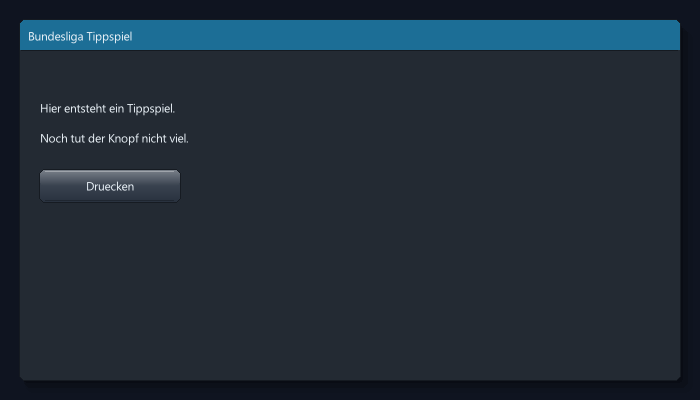 Bundesliga Tippspiel
Hier entsteht ein Tippspiel.
Noch tut der Knopf nicht viel.
Druecken